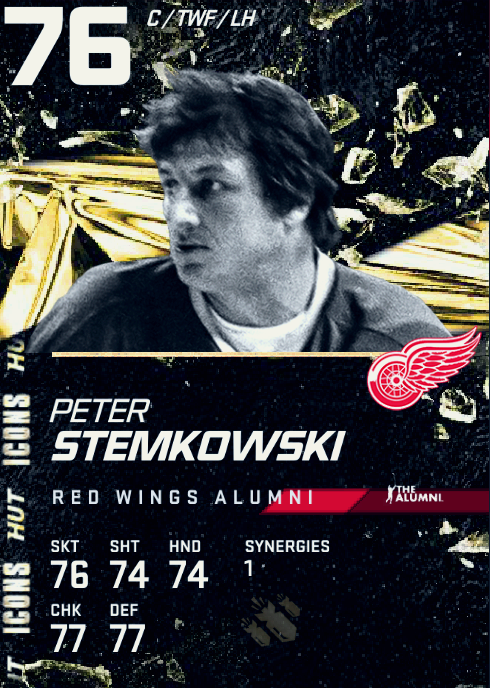 76
C / TWF / LH
PETER
STEMKOWSKI
RED WINGS ALUMNI
THE
ALUMNI.
SKT SHT HND SYNERGIES
76 74 74 1
CHK DEF
77 77
HUT
ICONS
HUT
ICONS